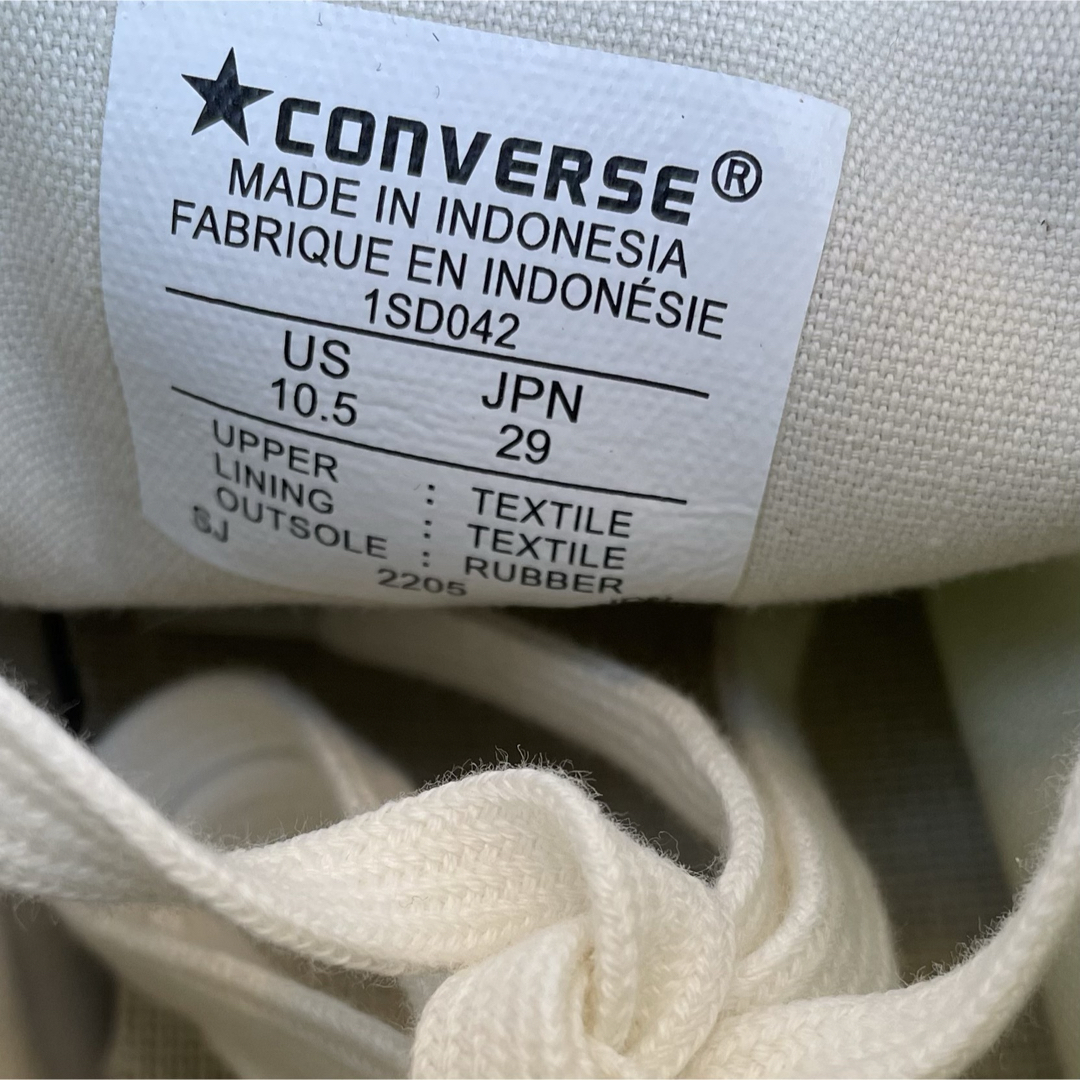 CONVERSE®
MADE IN INDONESIA
FABRIQUE EN INDONÉSIE
1SD042
US JPN
10.5 29
UPPER : TEXTILE
LINING : TEXTILE
OUTSOLE : RUBBER
SJ 2205